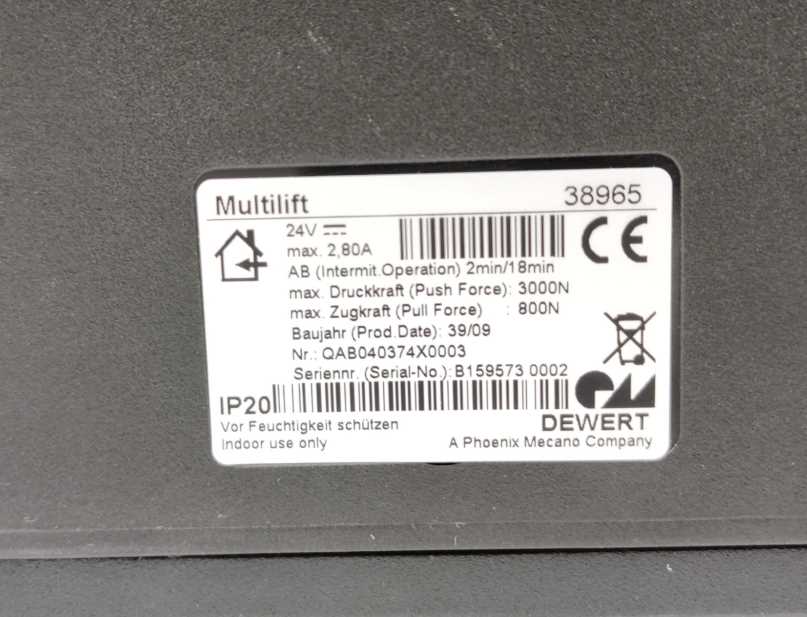 Multilift 38965
24V
max. 2,80A
AB (Intermit.Operation) 2min/18min
max. Druckkraft (Push Force): 3000N
max. Zugkraft (Pull Force) : 800N
Baujahr (Prod.Date): 39/09
Nr.: QAB040374X0003
Seriennr. (Serial-No.): B159573 0002
IP20
Vor Feuchtigkeit schützen
Indoor use only
CE
DEWERT
A Phoenix Mecano Company